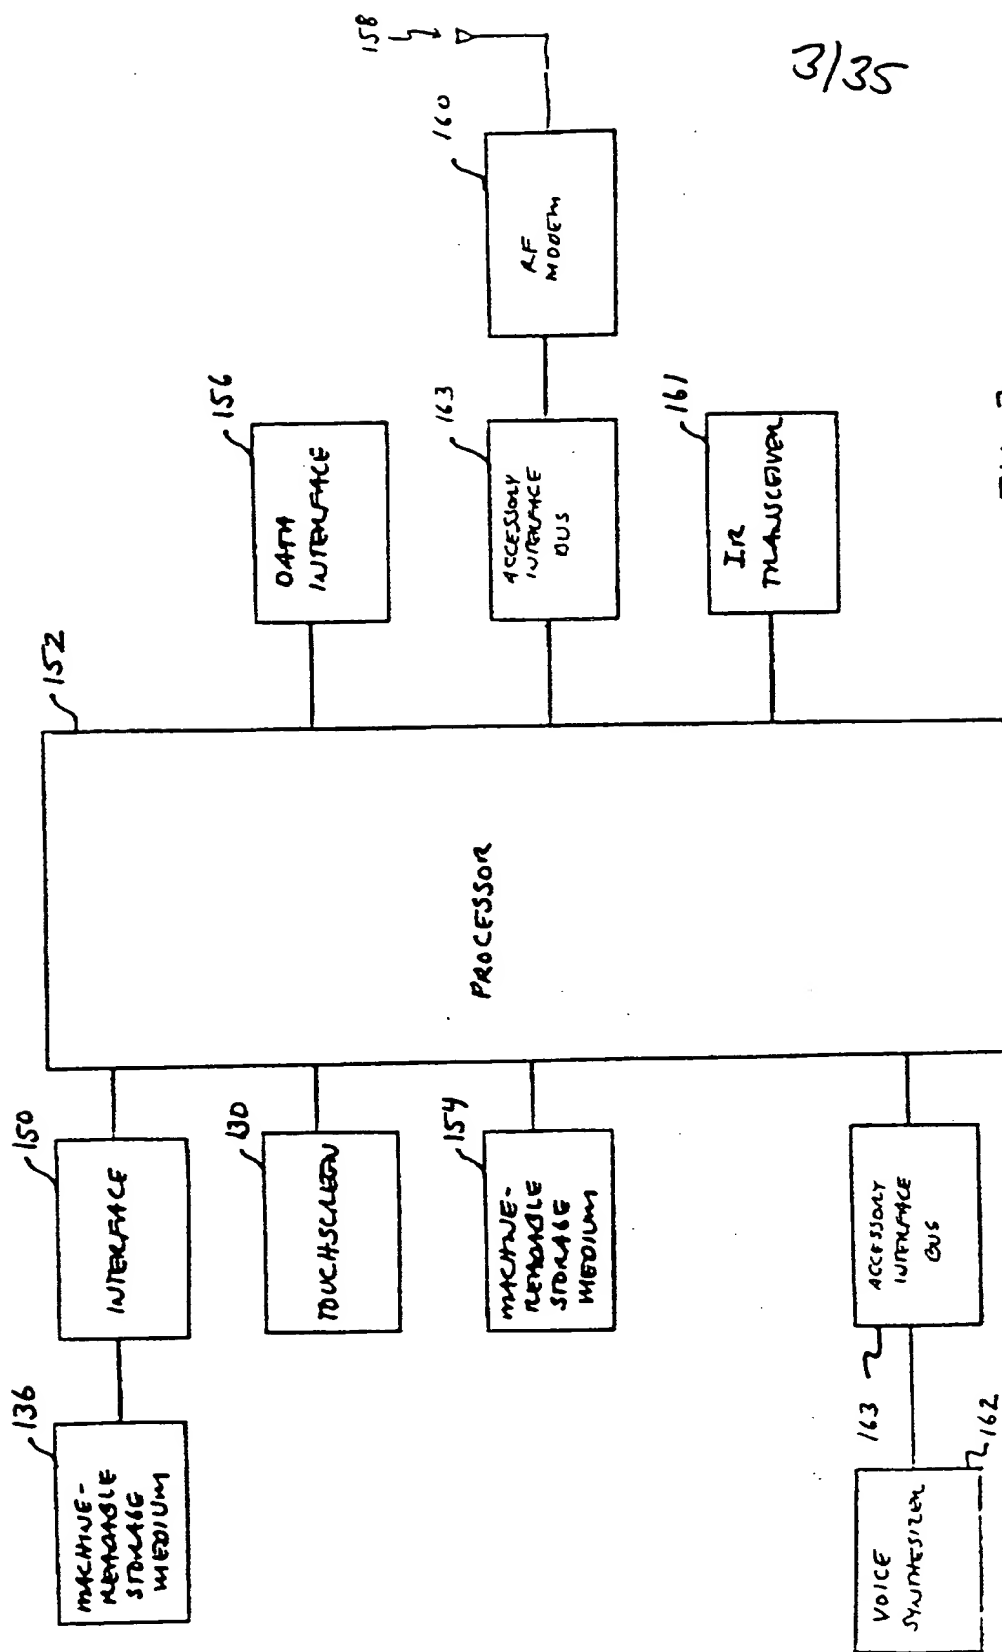 3/35
136
MACHINE-
READABLE
STORAGE
MEDIUM
150
INTERFACE
130
TOUCHSCREEN
154
MACHINE-
READABLE
STORAGE
MEDIUM
VOICE
SYNTHESIZER
162
163
ACCESSORY
INTERFACE
BUS
152
PROCESSOR
156
DATA
INTERFACE
163
ACCESSORY
INTERFACE
BUS
160
RF
MODEM
158
161
IR
TRANSCEIVER